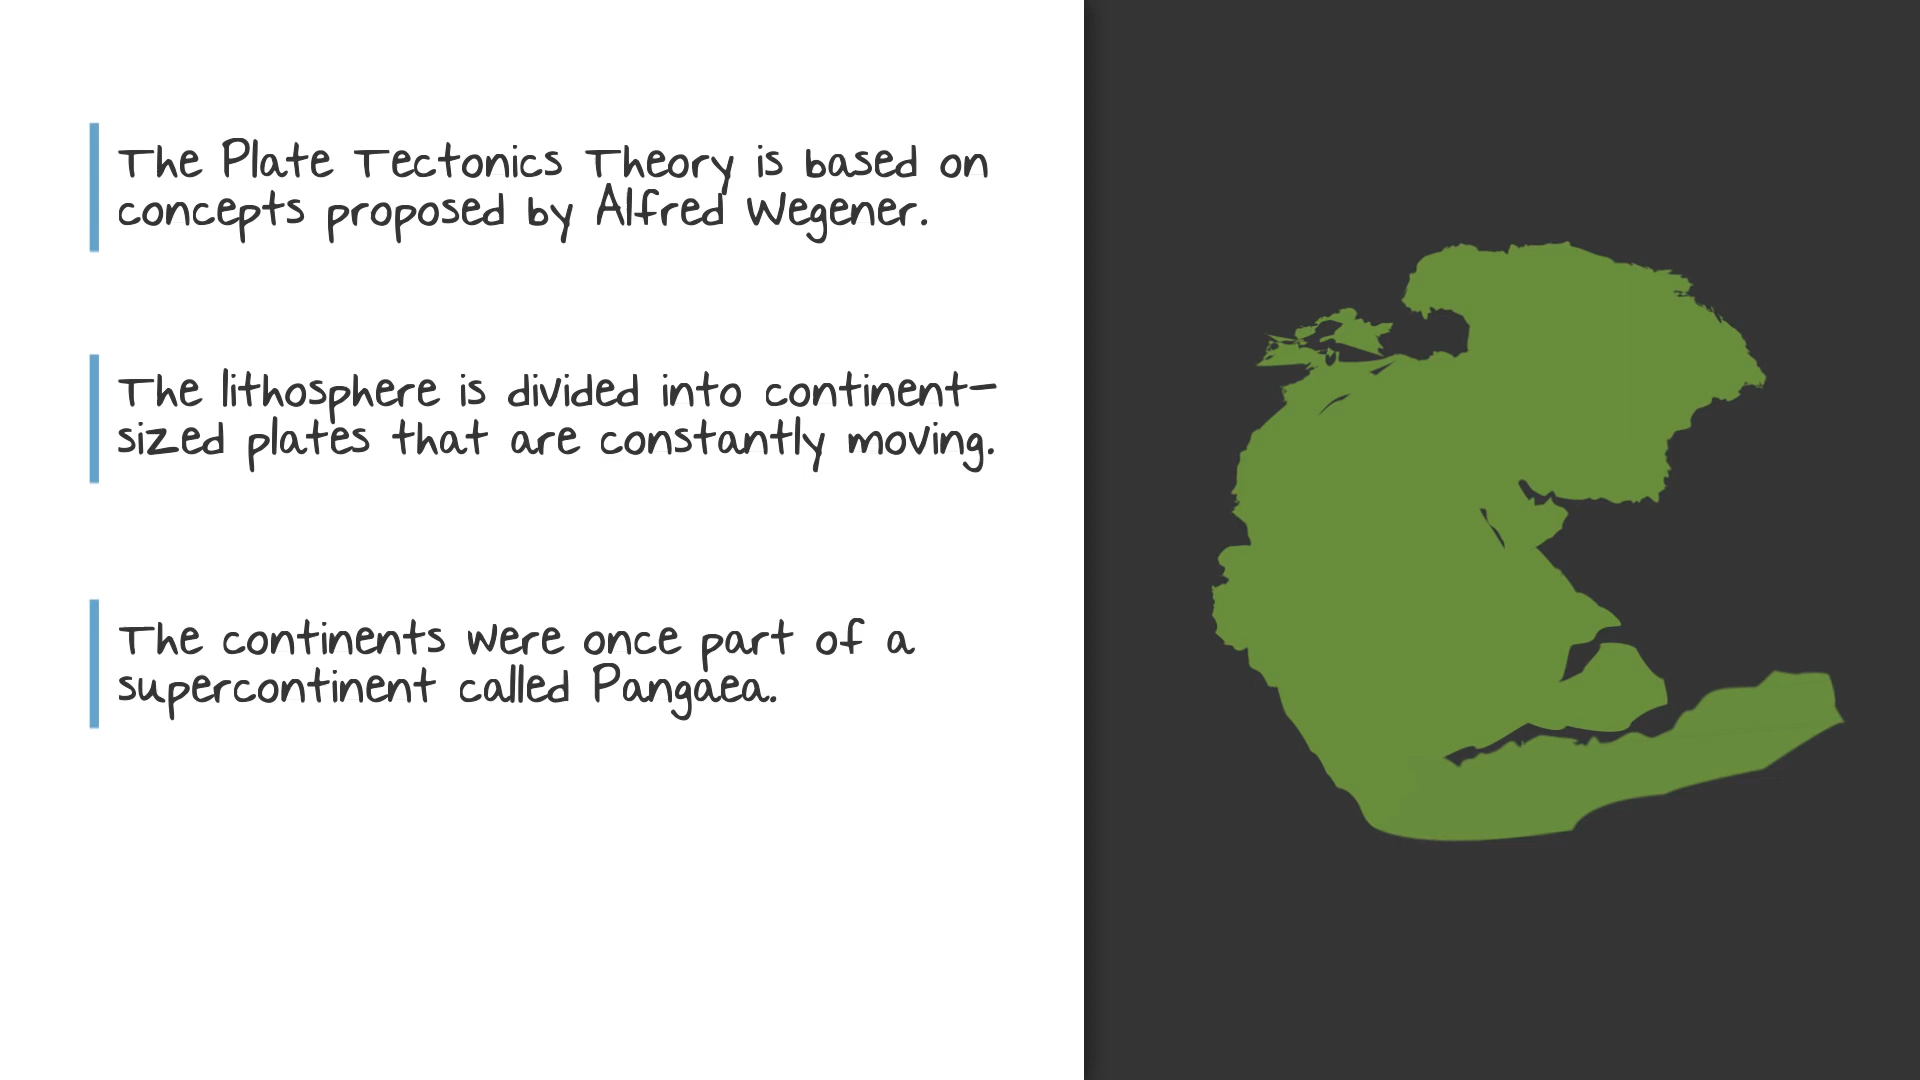 The Plate Tectonics Theory is based on
concepts proposed by Alfred Wegener.
The lithosphere is divided into continent-
sized plates that are constantly moving.
The continents were once part of a
supercontinent called Pangaea.